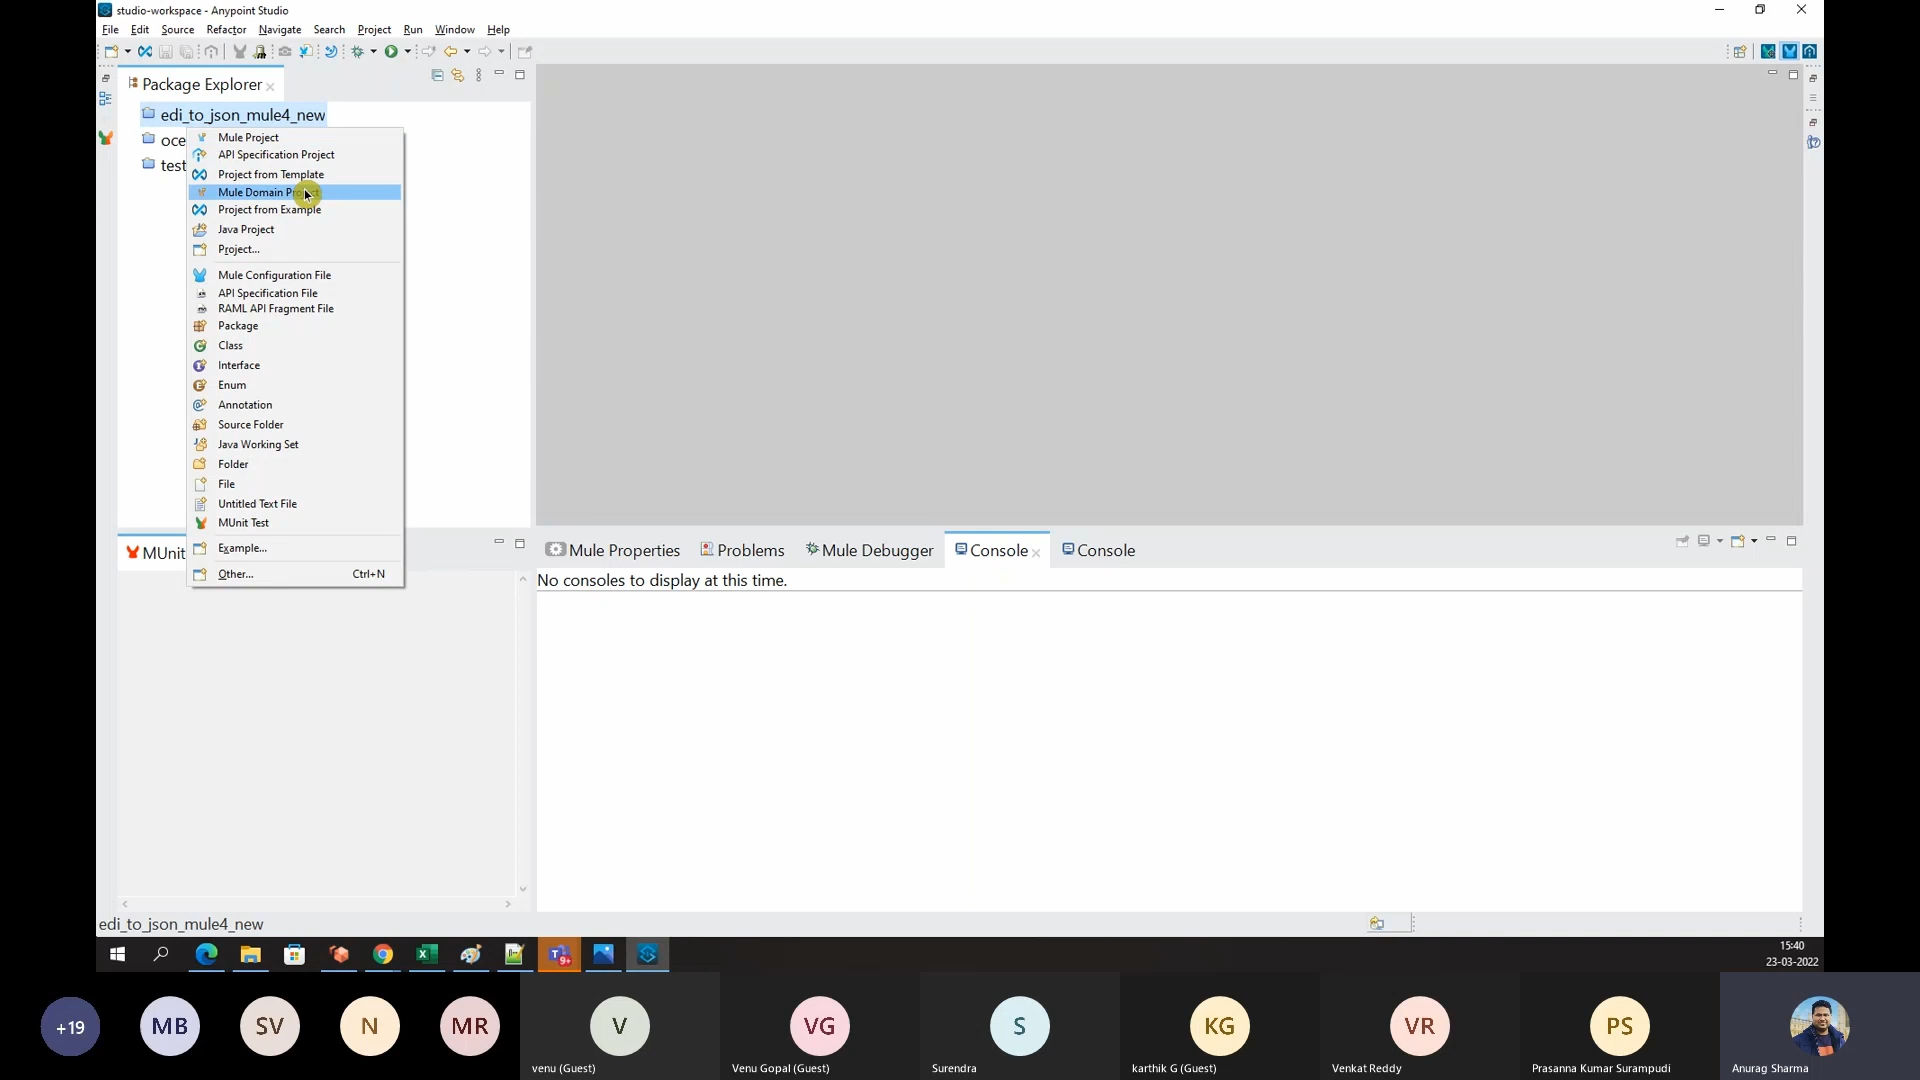 studio-workspace - Anypoint Studio
File Edit Source Refactor Navigate Search Project Run Window Help
Package Explorer
edi_to_json_mule4_new
oce
test
Mule Project
API Specification Project
Project from Template
Mule Domain Pro
Project from Example
Java Project
Project...
Mule Configuration File
API Specification File
RAML API Fragment File
Package
Class
Interface
Enum
Annotation
Source Folder
Java Working Set
Folder
File
Untitled Text File
MUnit Test
Example...
Other... Ctrl+N
MUnit
Mule Properties Problems Mule Debugger Console Console
No consoles to display at this time.
edi_to_json_mule4_new
9+
15:40
23-03-2022
+19 MB SV N MR V VG S KG VR PS
venu (Guest) Venu Gopal (Guest) Surendra karthik G (Guest) Venkat Reddy Prasanna Kumar Surampudi Anurag Sharma